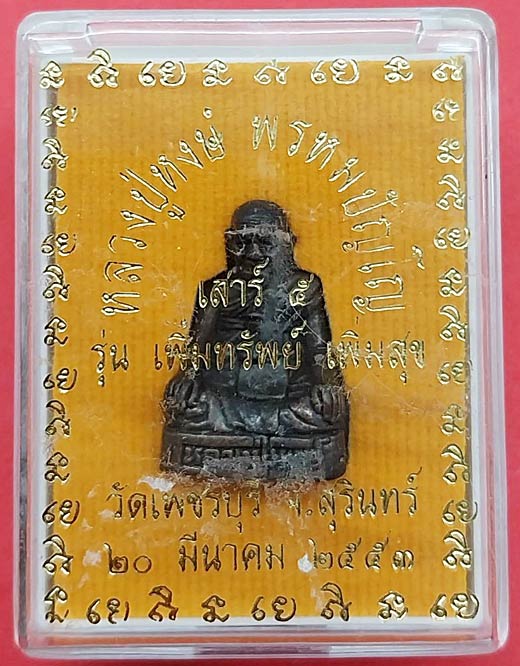 หลวงปู่หงษ์ พรหมปัญโญ
เสาร์ ๕
รุ่น เพิ่มทรัพย์ เพิ่มสุข
วัดเพชรบุรี จ.สุรินทร์
๒๐ มีนาคม ๒๕๕๓